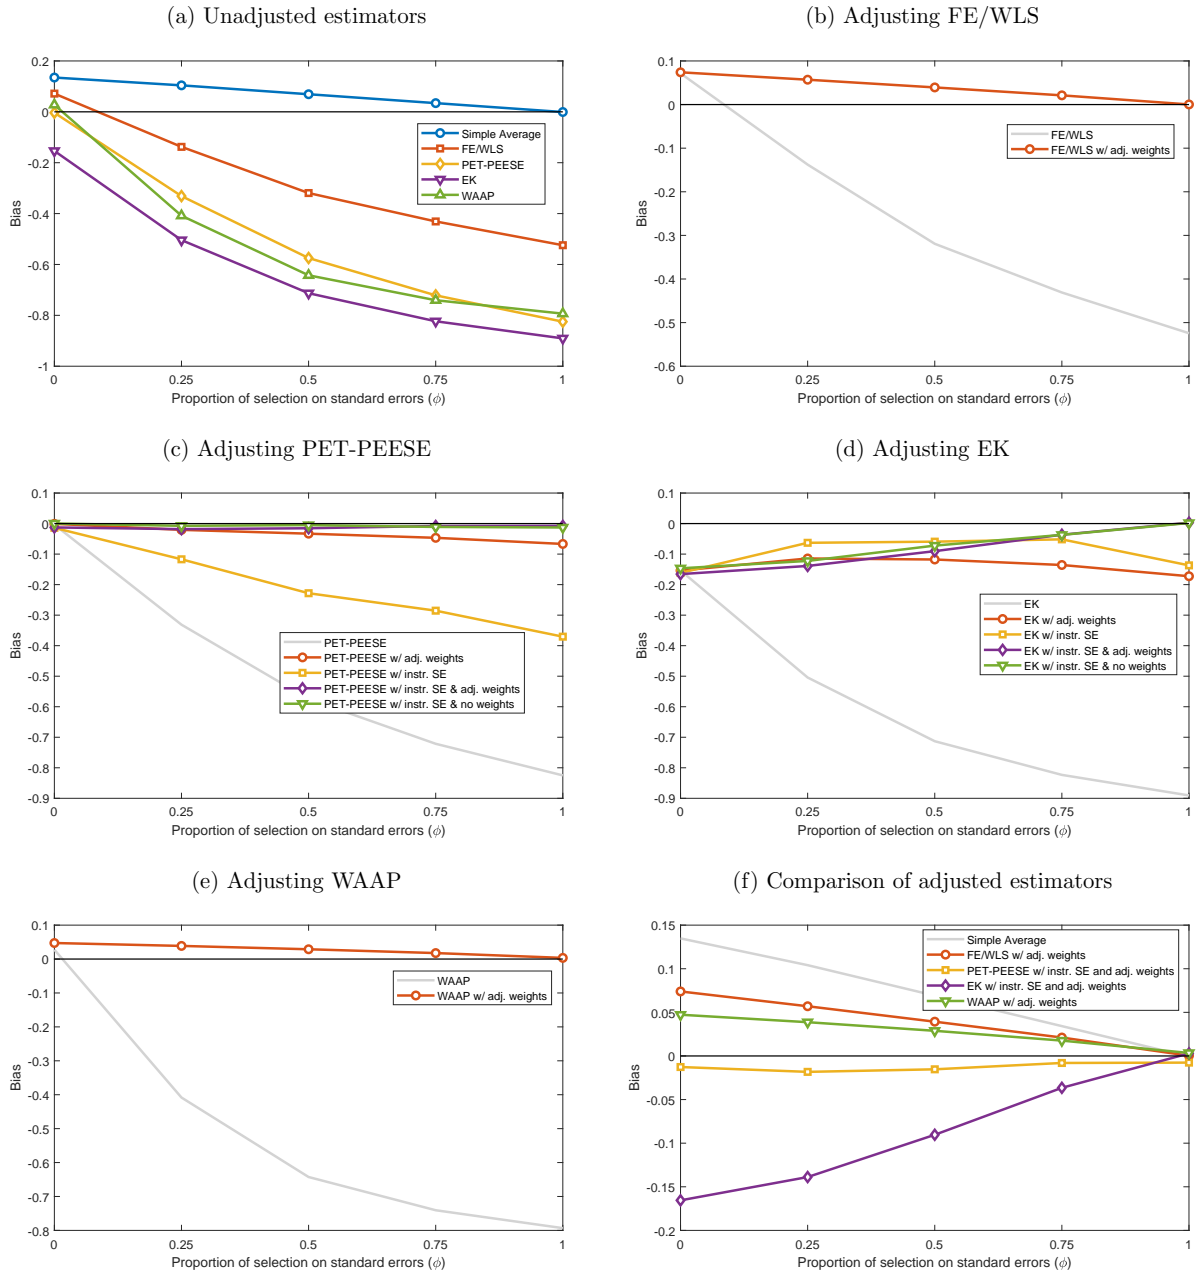 (a) Unadjusted estimators
0.2
0
-0.2
-0.4
-0.6
-0.8
-1
Bias
Simple Average
FE/WLS
PET-PEESE
EK
WAAP
0 0.25 0.5 0.75 1
Proportion of selection on standard errors (ϕ)
(b) Adjusting FE/WLS
0.1
0
-0.1
-0.2
-0.3
-0.4
-0.5
-0.6
Bias
FE/WLS
FE/WLS w/ adj. weights
0 0.25 0.5 0.75 1
Proportion of selection on standard errors (ϕ)
(c) Adjusting PET-PEESE
0.1
0
-0.1
-0.2
-0.3
-0.4
-0.5
-0.6
-0.7
-0.8
-0.9
Bias
PET-PEESE
PET-PEESE w/ adj. weights
PET-PEESE w/ instr. SE
PET-PEESE w/ instr. SE & adj. weights
PET-PEESE w/ instr. SE & no weights
0 0.25 0.5 0.75 1
Proportion of selection on standard errors (ϕ)
(d) Adjusting EK
0.1
0
-0.1
-0.2
-0.3
-0.4
-0.5
-0.6
-0.7
-0.8
-0.9
Bias
EK
EK w/ adj. weights
EK w/ instr. SE
EK w/ instr. SE & adj. weights
EK w/ instr. SE & no weights
0 0.25 0.5 0.75 1
Proportion of selection on standard errors (ϕ)
(e) Adjusting WAAP
0.1
0
-0.1
-0.2
-0.3
-0.4
-0.5
-0.6
-0.7
-0.8
Bias
WAAP
WAAP w/ adj. weights
0 0.25 0.5 0.75 1
Proportion of selection on standard errors (ϕ)
(f) Comparison of adjusted estimators
0.15
0.1
0.05
0
-0.05
-0.1
-0.15
-0.2
Bias
Simple Average
FE/WLS w/ adj. weights
PET-PEESE w/ instr. SE and adj. weights
EK w/ instr. SE and adj. weights
WAAP w/ adj. weights
0 0.25 0.5 0.75 1
Proportion of selection on standard errors (ϕ)